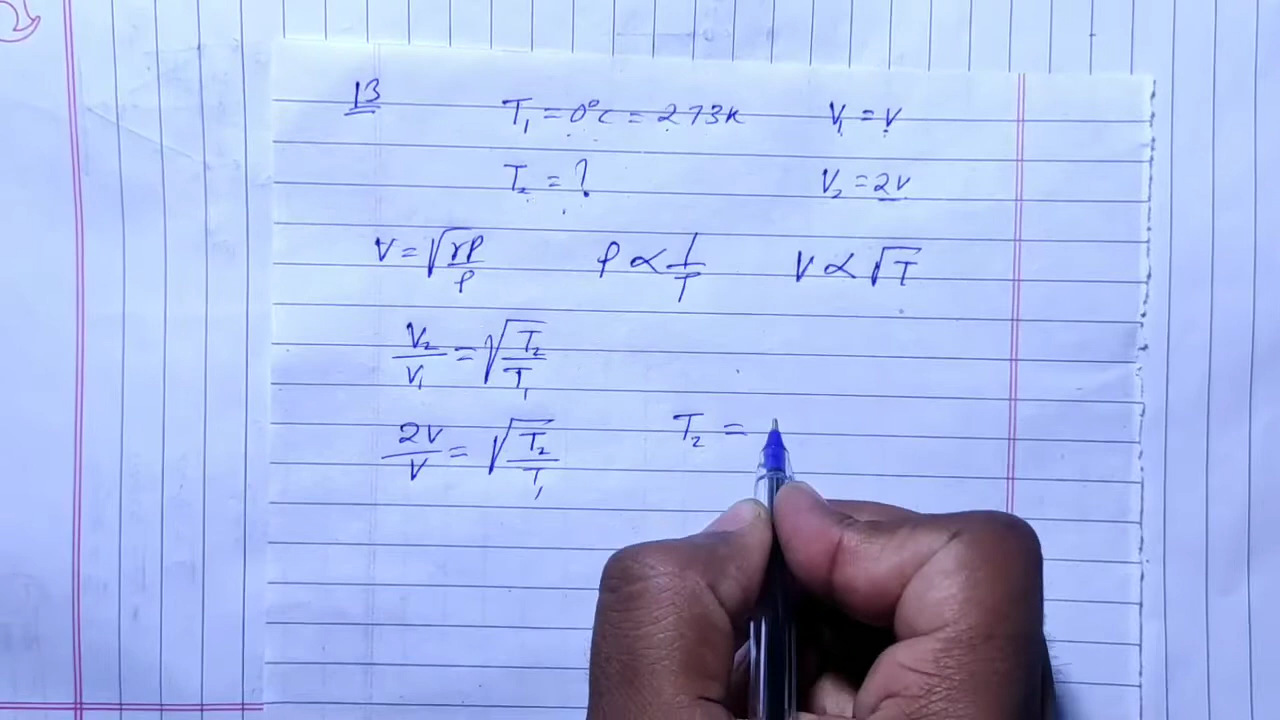 13 T₁ = 0°C = 273K V₁ = V
T₂ = ? V₂ = 2V
V = √(γP/ρ) ρ ∝ 1/T V ∝ √T
V₂/V₁ = √(T₂/T₁)
2V/V = √(T₂/T₁) T₂ =